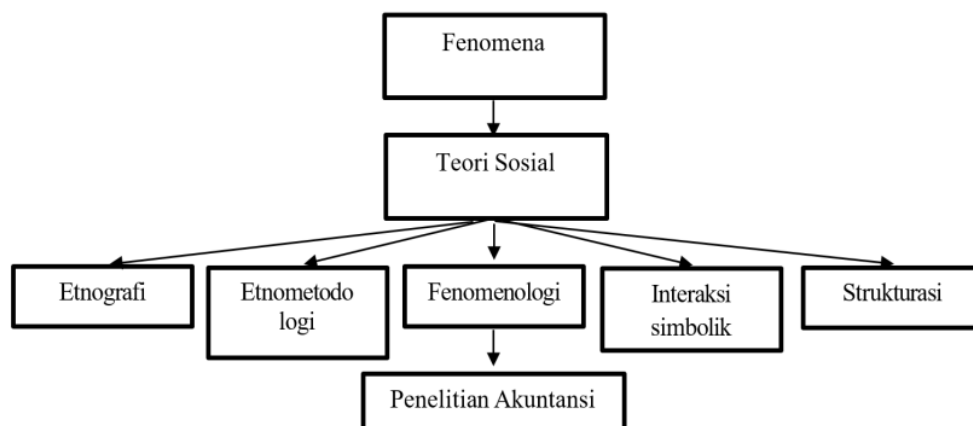 Fenomena
Teori Sosial
Etnografi
Etnometodo
logi
Fenomenologi
Interaksi
simbolik
Strukturasi
Penelitian Akuntansi